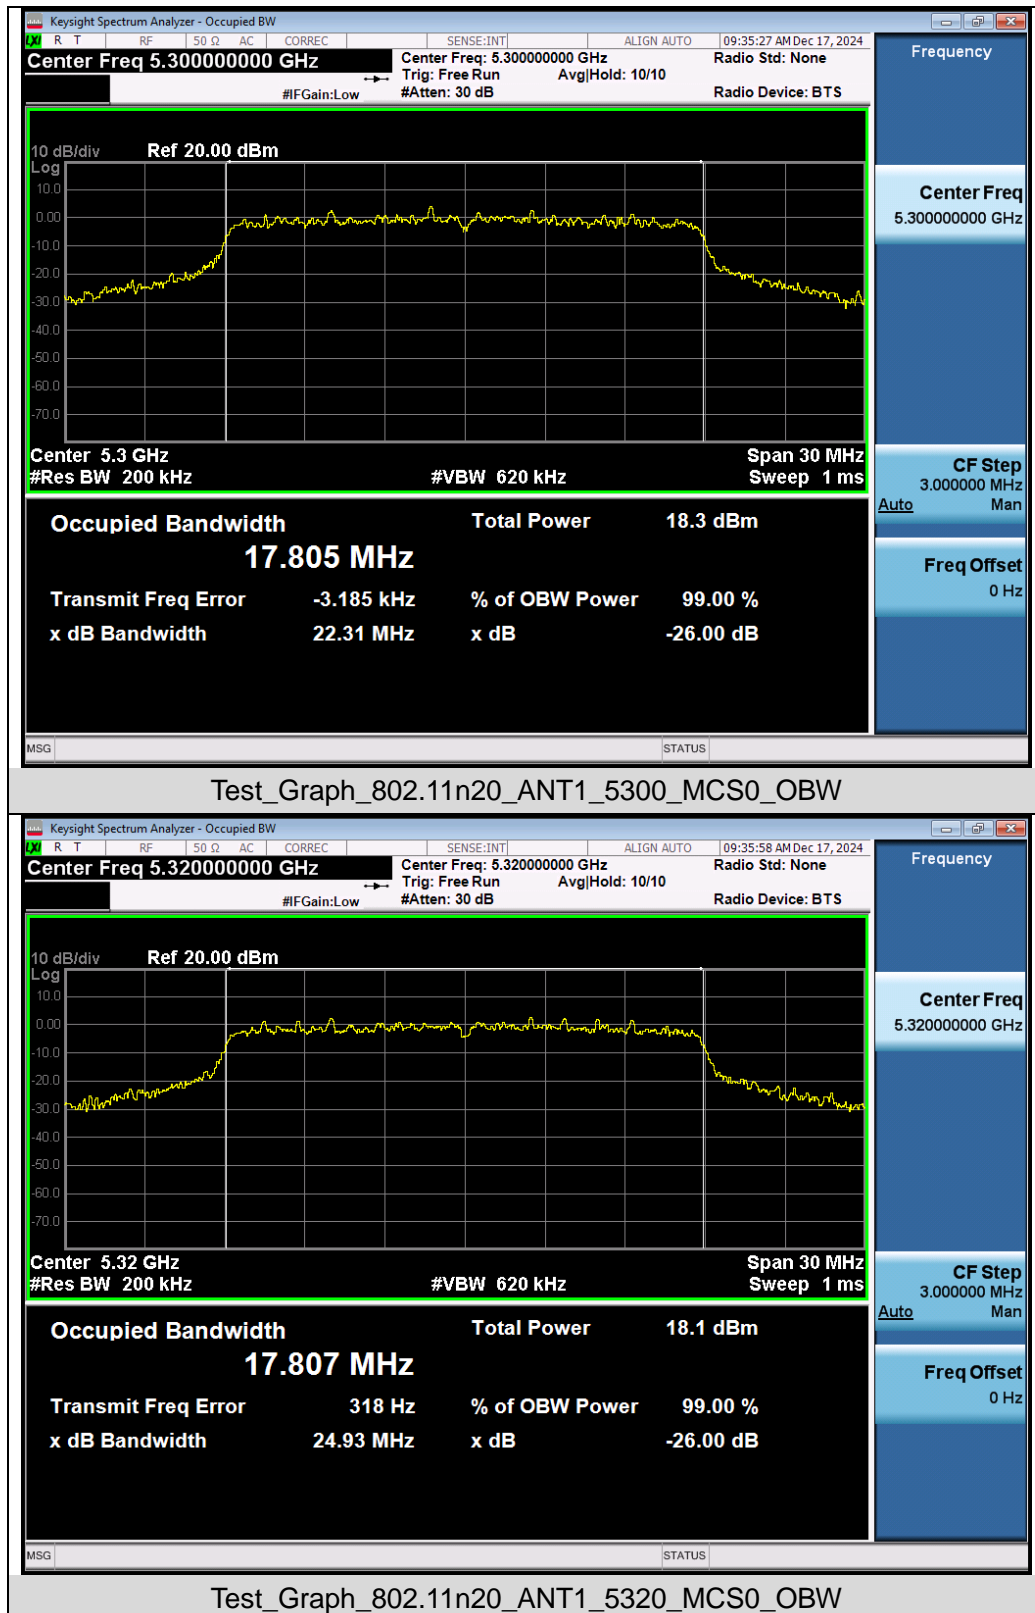 Keysight Spectrum Analyzer - Occupied BW
LXI R T RF 50 Ω AC CORREC SENSE:INT ALIGN AUTO 09:35:27 AM Dec 17, 2024
Center Freq 5.300000000 GHz
Center Freq: 5.300000000 GHz
Radio Std: None
Trig: Free Run Avg|Hold: 10/10
#IFGain:Low
#Atten: 30 dB
Radio Device: BTS
Frequency
10 dB/div Ref 20.00 dBm
Log
10.0
0.00
-10.0
-20.0
-30.0
-40.0
-50.0
-60.0
-70.0
Center 5.3 GHz Span 30 MHz
#Res BW 200 kHz #VBW 620 kHz Sweep 1 ms
Center Freq
5.300000000 GHz
CF Step
3.000000 MHz
Auto Man
Freq Offset
0 Hz
Occupied Bandwidth Total Power 18.3 dBm
17.805 MHz
Transmit Freq Error -3.185 kHz % of OBW Power 99.00 %
x dB Bandwidth 22.31 MHz x dB -26.00 dB
MSG STATUS
Test_Graph_802.11n20_ANT1_5300_MCS0_OBW
Keysight Spectrum Analyzer - Occupied BW
LXI R T RF 50 Ω AC CORREC SENSE:INT ALIGN AUTO 09:35:58 AM Dec 17, 2024
Center Freq 5.320000000 GHz
Center Freq: 5.320000000 GHz
Radio Std: None
Trig: Free Run Avg|Hold: 10/10
#IFGain:Low
#Atten: 30 dB
Radio Device: BTS
Frequency
10 dB/div Ref 20.00 dBm
Log
10.0
0.00
-10.0
-20.0
-30.0
-40.0
-50.0
-60.0
-70.0
Center 5.32 GHz Span 30 MHz
#Res BW 200 kHz #VBW 620 kHz Sweep 1 ms
Center Freq
5.320000000 GHz
CF Step
3.000000 MHz
Auto Man
Freq Offset
0 Hz
Occupied Bandwidth Total Power 18.1 dBm
17.807 MHz
Transmit Freq Error 318 Hz % of OBW Power 99.00 %
x dB Bandwidth 24.93 MHz x dB -26.00 dB
MSG STATUS
Test_Graph_802.11n20_ANT1_5320_MCS0_OBW